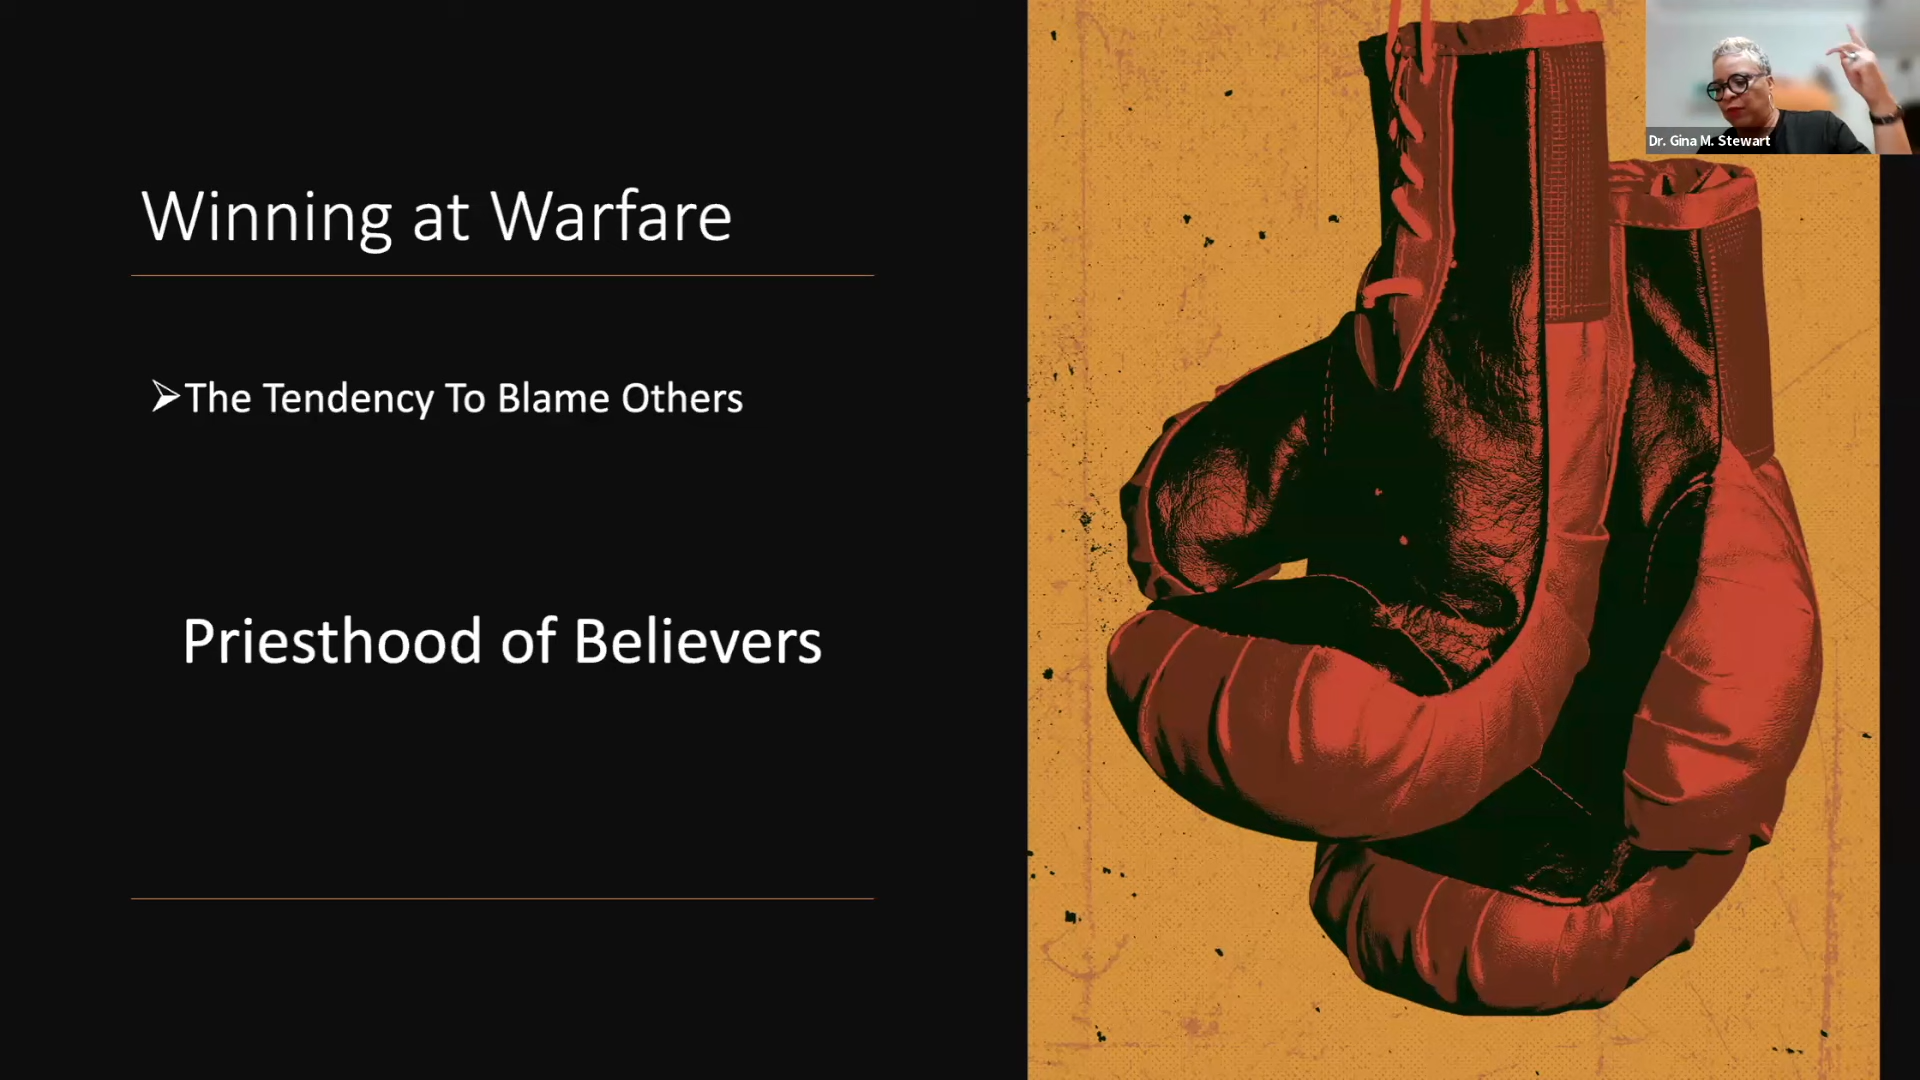 Winning at Warfare
➢The Tendency To Blame Others
Priesthood of Believers
Dr. Gina M. Stewart